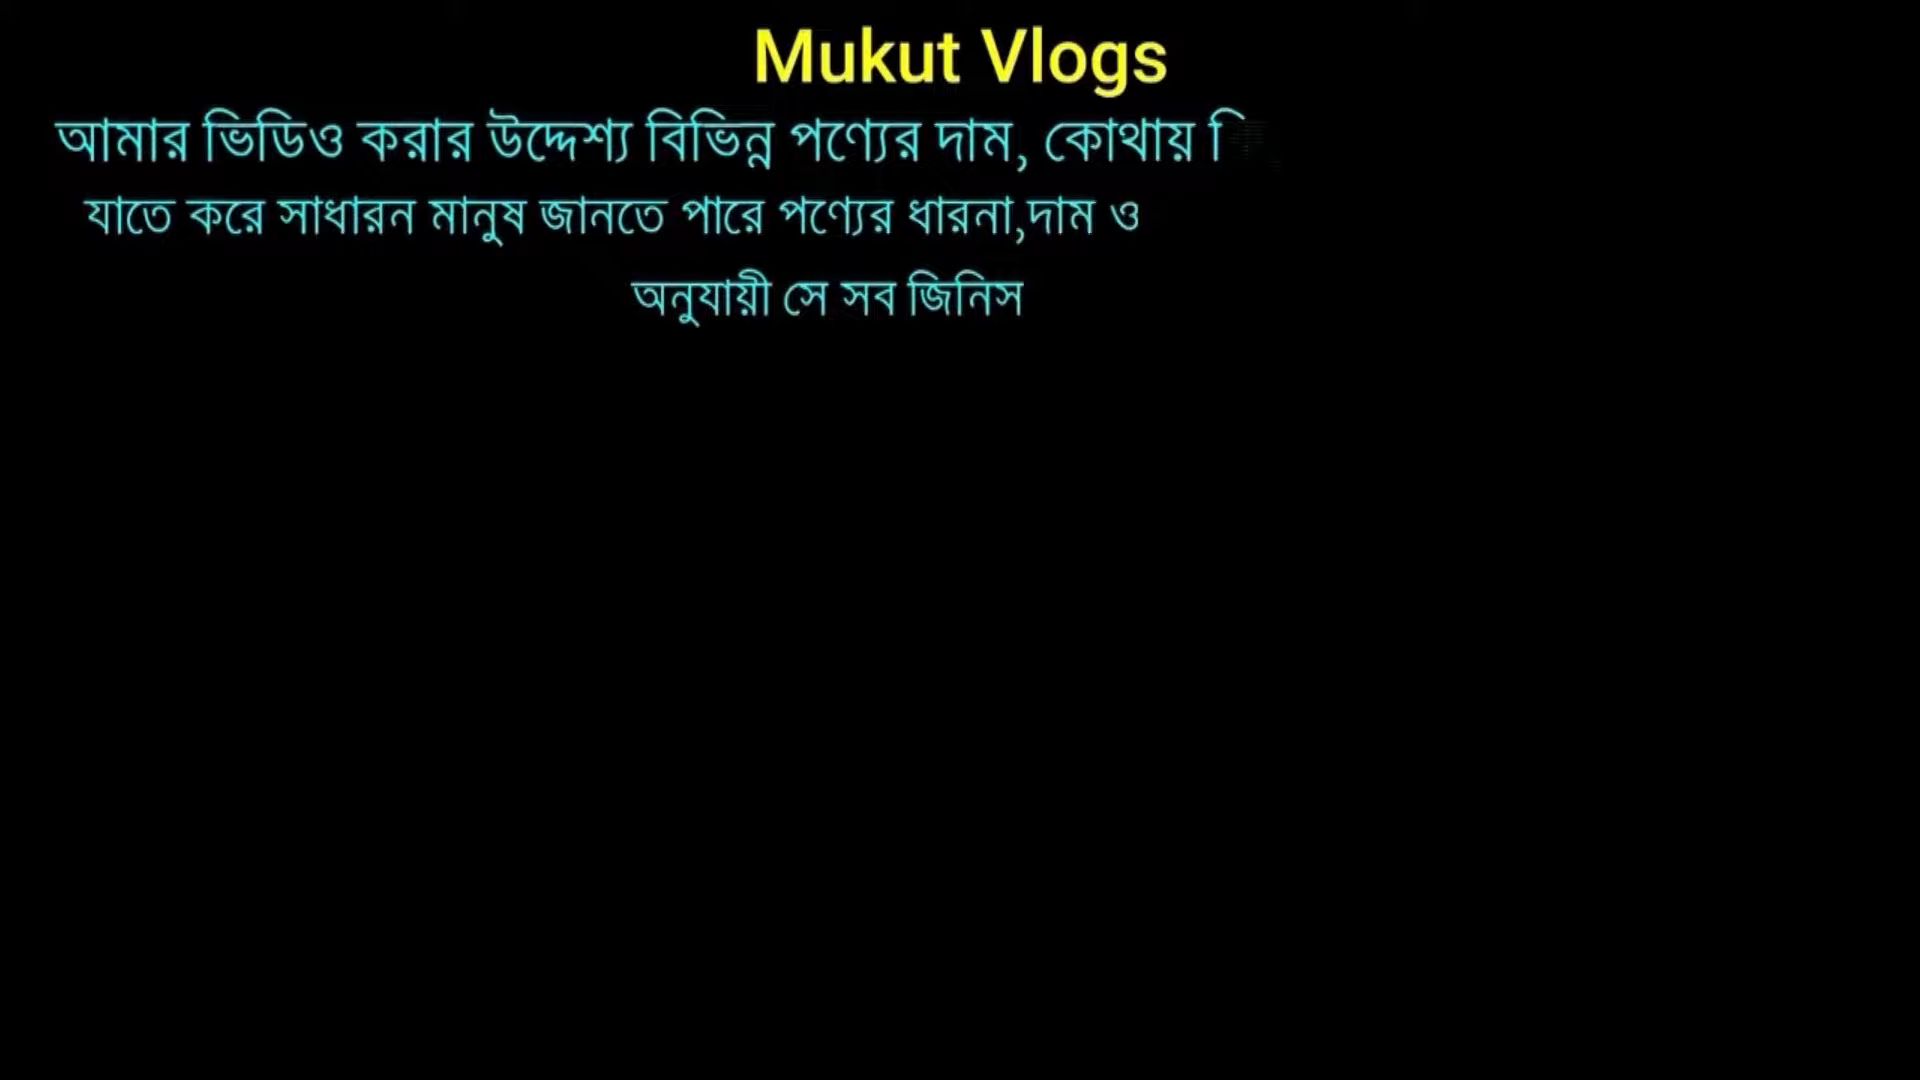 Mukut Vlogs
আমার ভিডিও করার উদ্দেশ্য বিভিন্ন পণ্যের দাম, কোথায়
যাতে করে সাধারন মানুষ জানতে পারে পণ্যের ধারনা,দাম ও
অনুযায়ী সে সব জিনিস